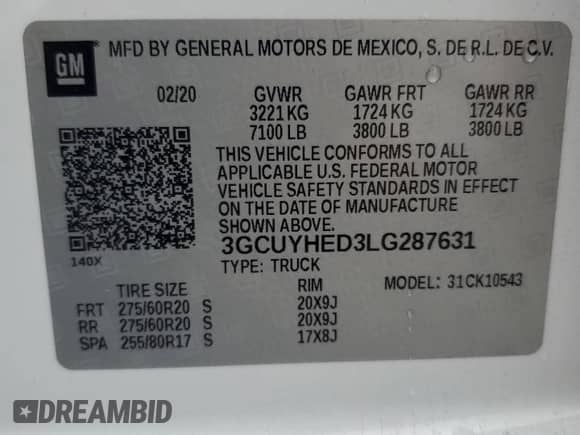 GM MFD BY GENERAL MOTORS DE MEXICO, S. DE R.L. DE C.V.
02/20 GVWR GAWR FRT GAWR RR
3221 KG 1724 KG 1724 KG
7100 LB 3800 LB 3800 LB
THIS VEHICLE CONFORMS TO ALL
APPLICABLE U.S. FEDERAL MOTOR
VEHICLE SAFETY STANDARDS IN EFFECT
ON THE DATE OF MANUFACTURE
SHOWN ABOVE.
3GCUYHED3LG287631
140X
TYPE: TRUCK
MODEL: 31CK10543
TIRE SIZE RIM
FRT 275/60R20 S 20X9J
RR 275/60R20 S 20X9J
SPA 255/80R17 S 17X8J
DREAMBID